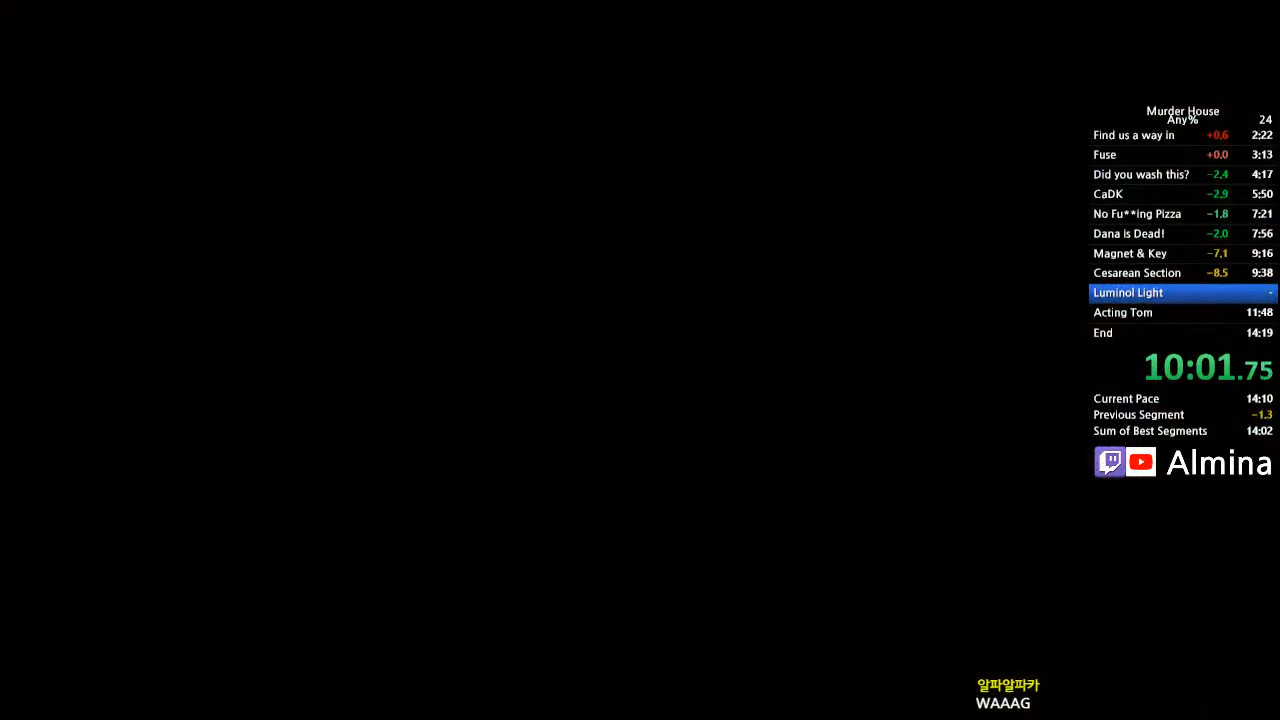 Murder House
Any% 24
Find us a way in +0.6 2:22
Fuse +0.0 3:13
Did you wash this? -2.4 4:17
CaDK -2.9 5:50
No Fu**ing Pizza -1.8 7:21
Dana is Dead! -2.0 7:56
Magnet & Key -7.1 9:16
Cesarean Section -8.5 9:38
Luminol Light -
Acting Tom 11:48
End 14:19
10:01.75
Current Pace 14:10
Previous Segment -1.3
Sum of Best Segments 14:02
Almina
알파알파카
WAAAG